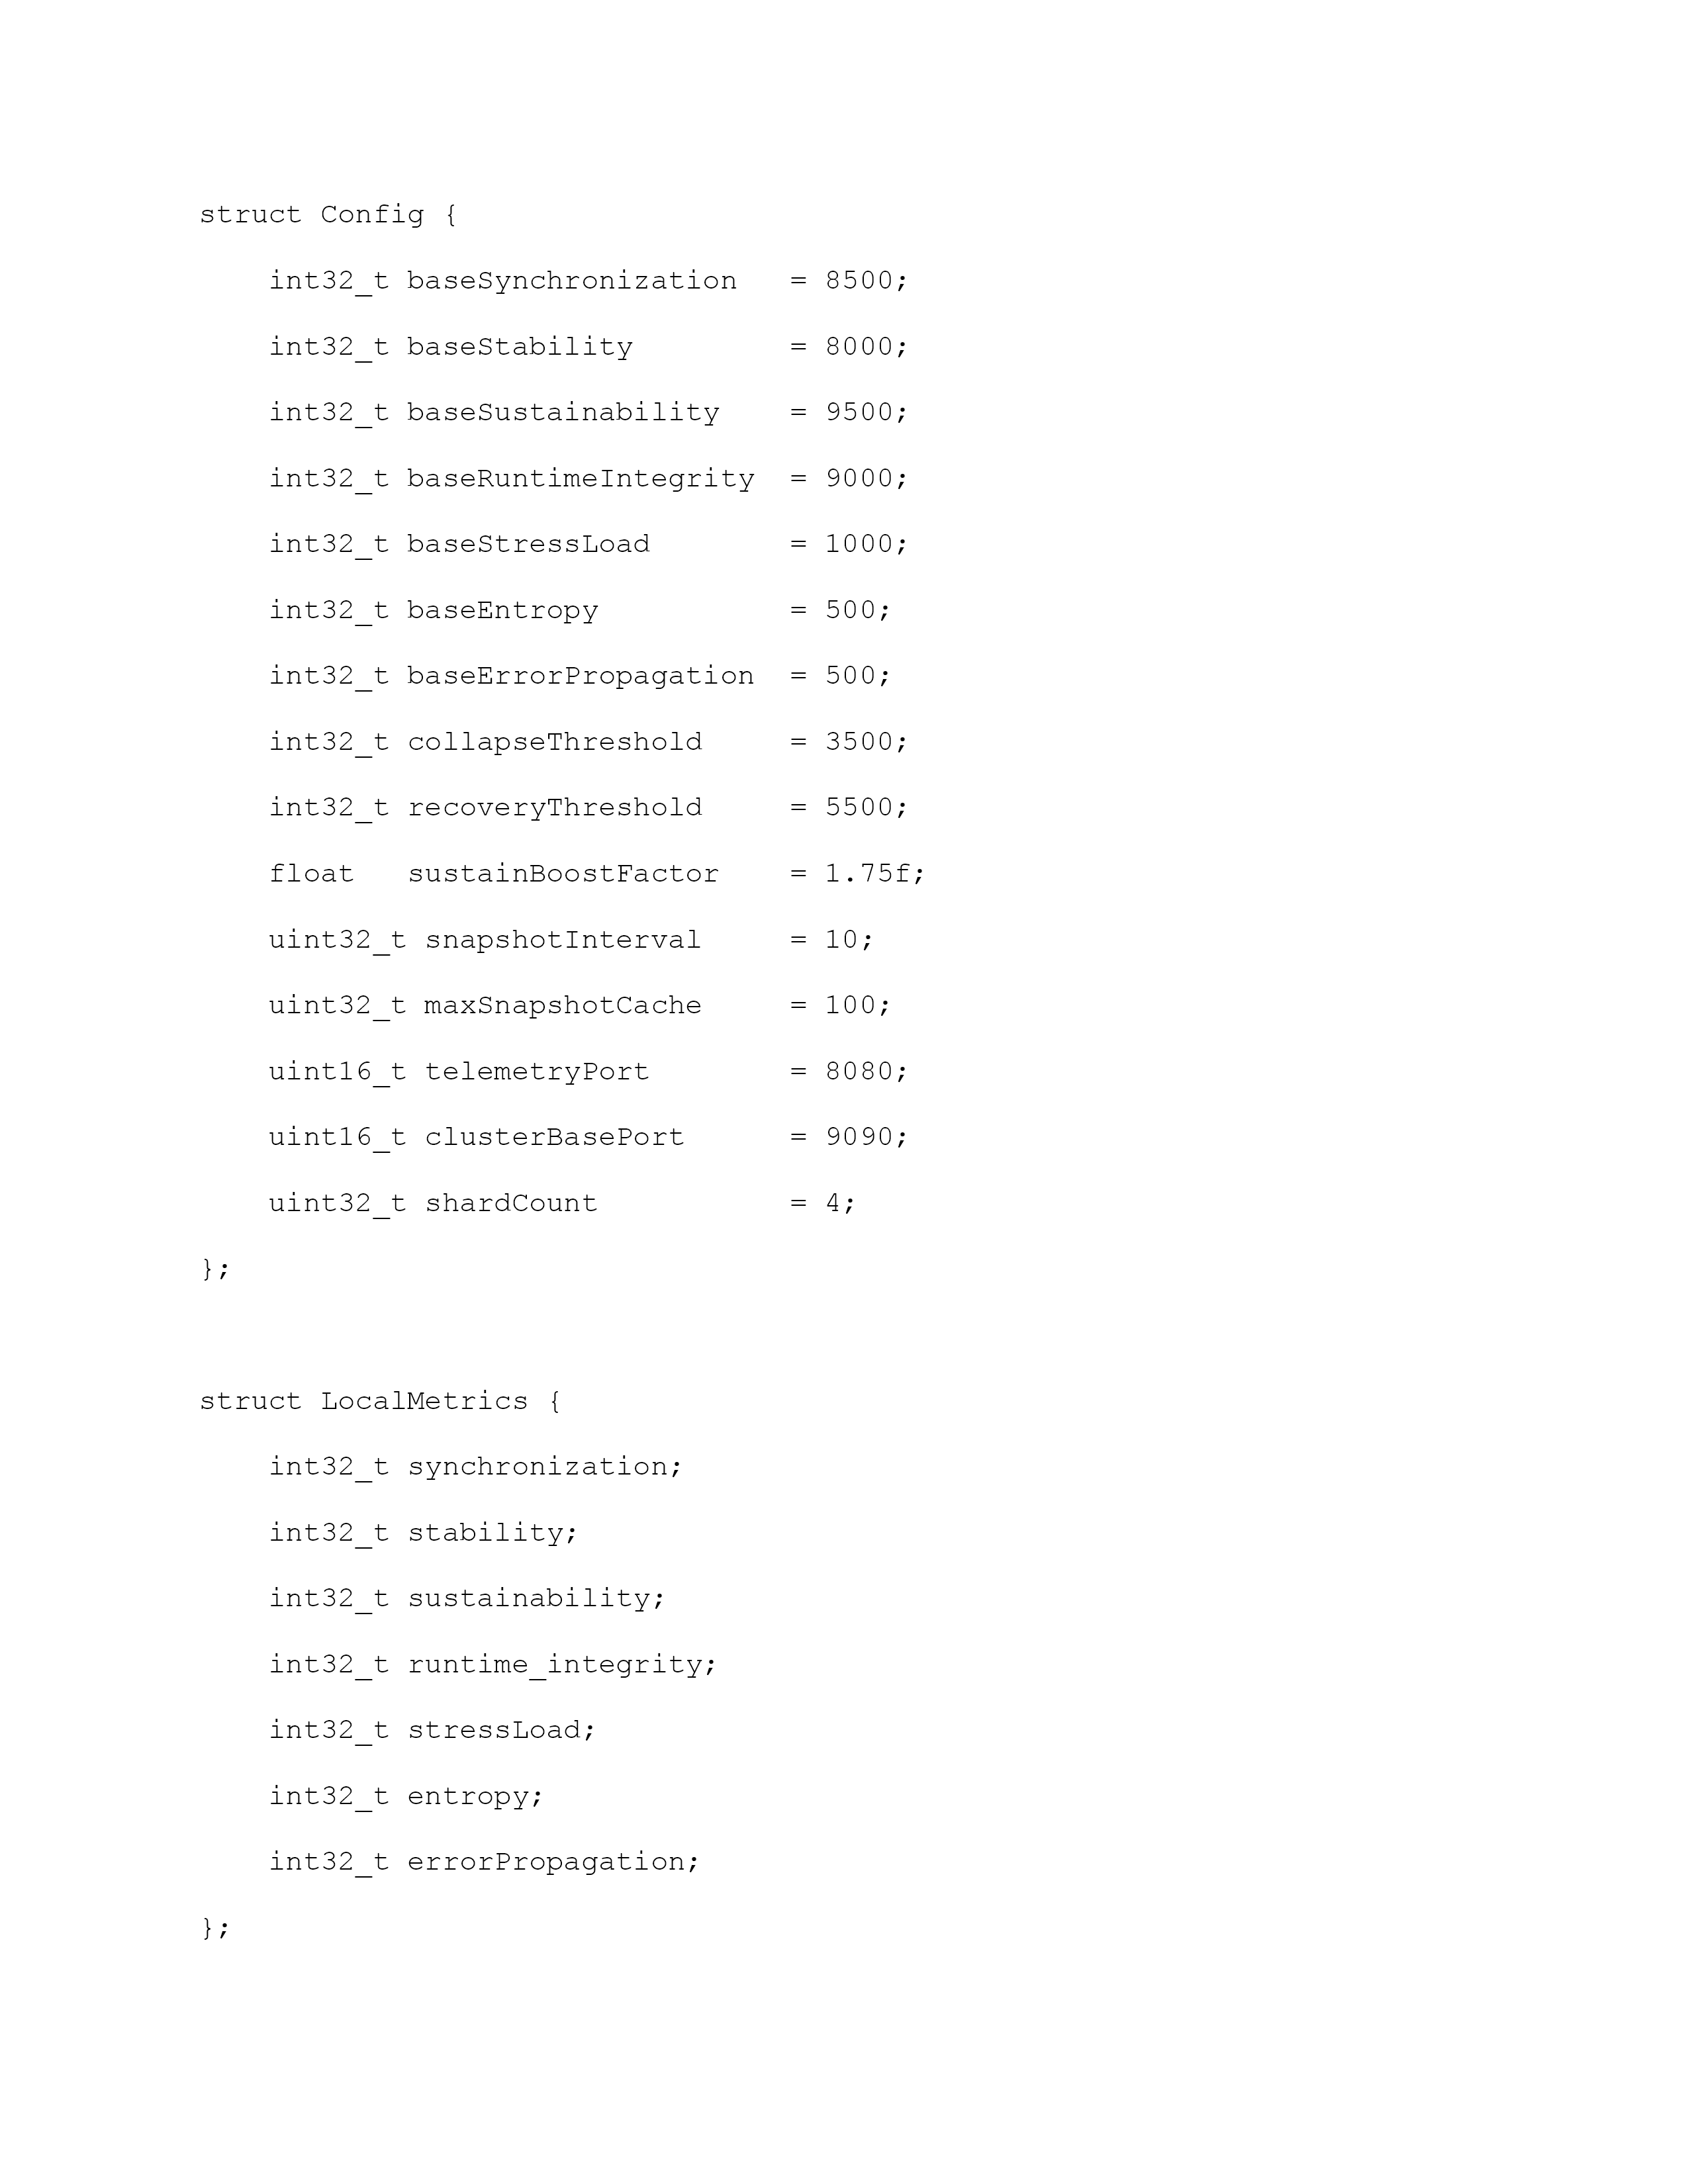 struct Config {
    int32_t baseSynchronization   = 8500;
    int32_t baseStability         = 8000;
    int32_t baseSustainability    = 9500;
    int32_t baseRuntimeIntegrity  = 9000;
    int32_t baseStressLoad        = 1000;
    int32_t baseEntropy           = 500;
    int32_t baseErrorPropagation  = 500;
    int32_t collapseThreshold     = 3500;
    int32_t recoveryThreshold     = 5500;
    float   sustainBoostFactor    = 1.75f;
    uint32_t snapshotInterval     = 10;
    uint32_t maxSnapshotCache     = 100;
    uint16_t telemetryPort        = 8080;
    uint16_t clusterBasePort      = 9090;
    uint32_t shardCount           = 4;
};
struct LocalMetrics {
    int32_t synchronization;
    int32_t stability;
    int32_t sustainability;
    int32_t runtime_integrity;
    int32_t stressLoad;
    int32_t entropy;
    int32_t errorPropagation;
};